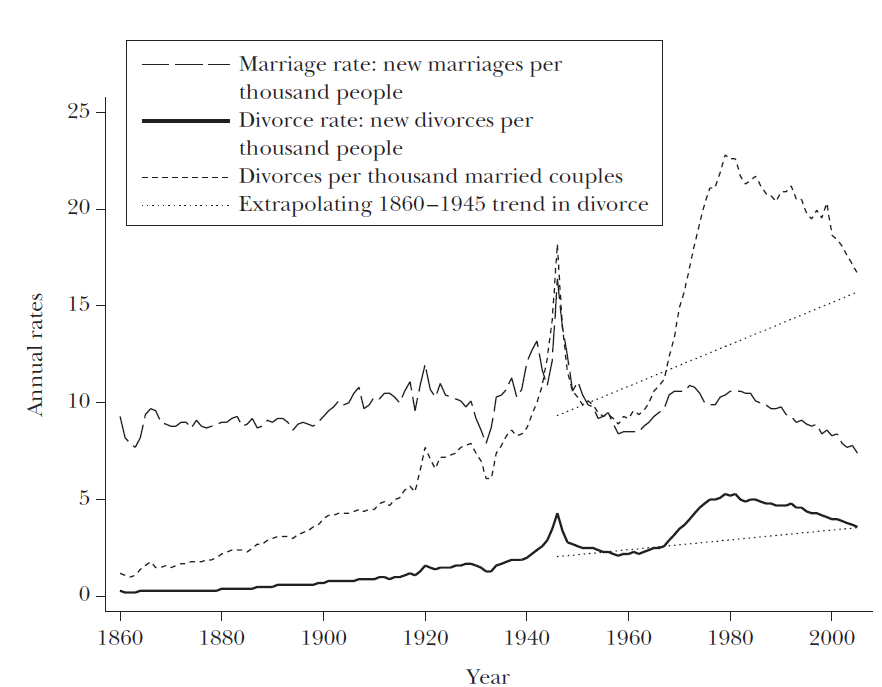 Marriage rate: new marriages per
thousand people
Divorce rate: new divorces per
thousand people
Divorces per thousand married couples
Extrapolating 1860–1945 trend in divorce
Annual rates
25
20
15
10
5
0
1860
1880
1900
1920
1940
1960
1980
2000
Year